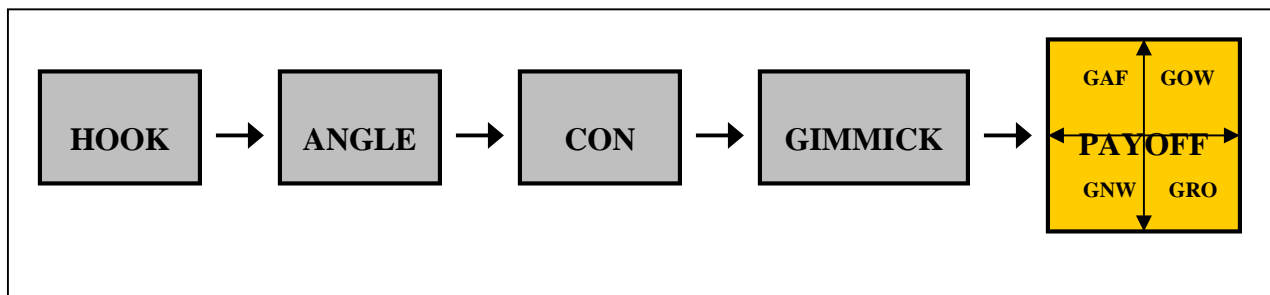 GAF GOW
HOOK ANGLE CON GIMMICK PAYOFF
GNW GRO